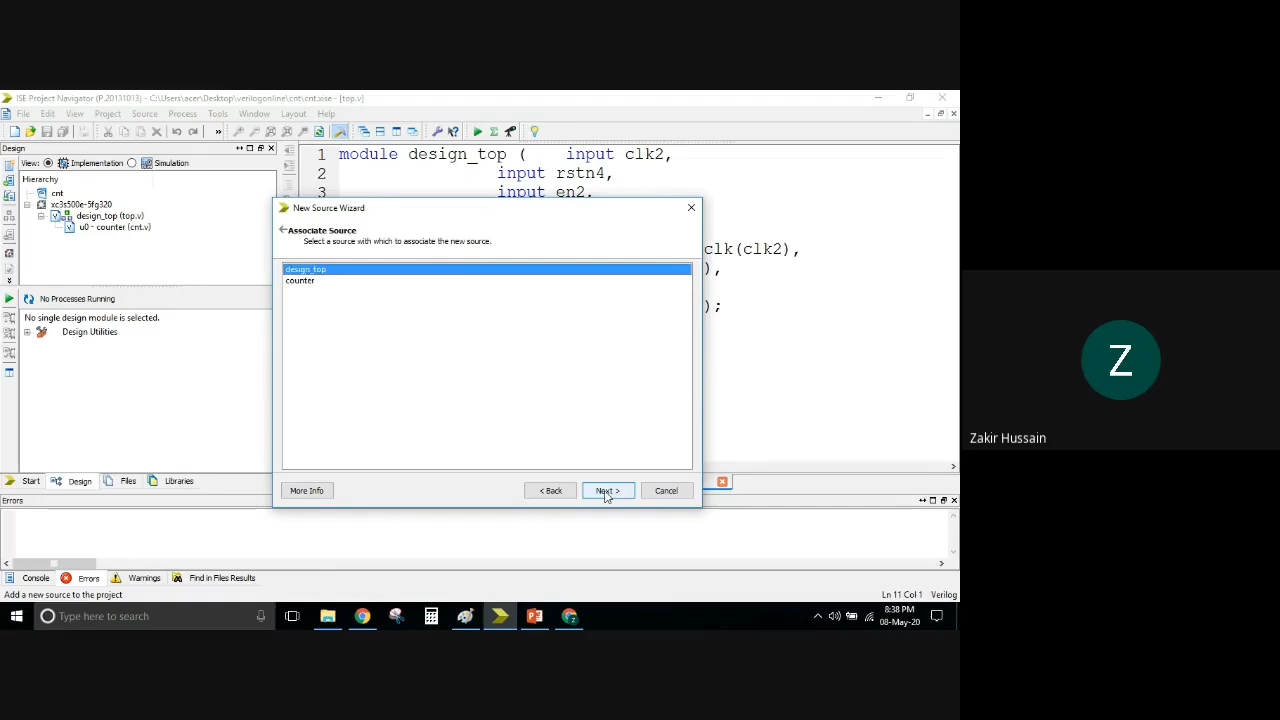 ISE Project Navigator (P.20131013) - C:\Users\acer\Desktop\verilogonline\cnt\cnt.xise - [top.v]
File Edit View Project Source Process Tools Window Layout Help
Design
View: Implementation Simulation
Hierarchy
cnt
xc3s500e-5fg320
design_top (top.v)
u0 - counter (cnt.v)
No Processes Running
No single design module is selected.
Design Utilities
Start Design Files Libraries
1 module design_top ( input clk2,
2 input rstn4,
3 input en2,
clk(clk2),
),
);
New Source Wizard
Associate Source
Select a source with which to associate the new source.
design_top
counter
More Info < Back Next > Cancel
Errors
Console Errors Warnings Find in Files Results
Add a new source to the project Ln 11 Col 1 Verilog
Type here to search
8:38 PM
08-May-20
Z
Zakir Hussain